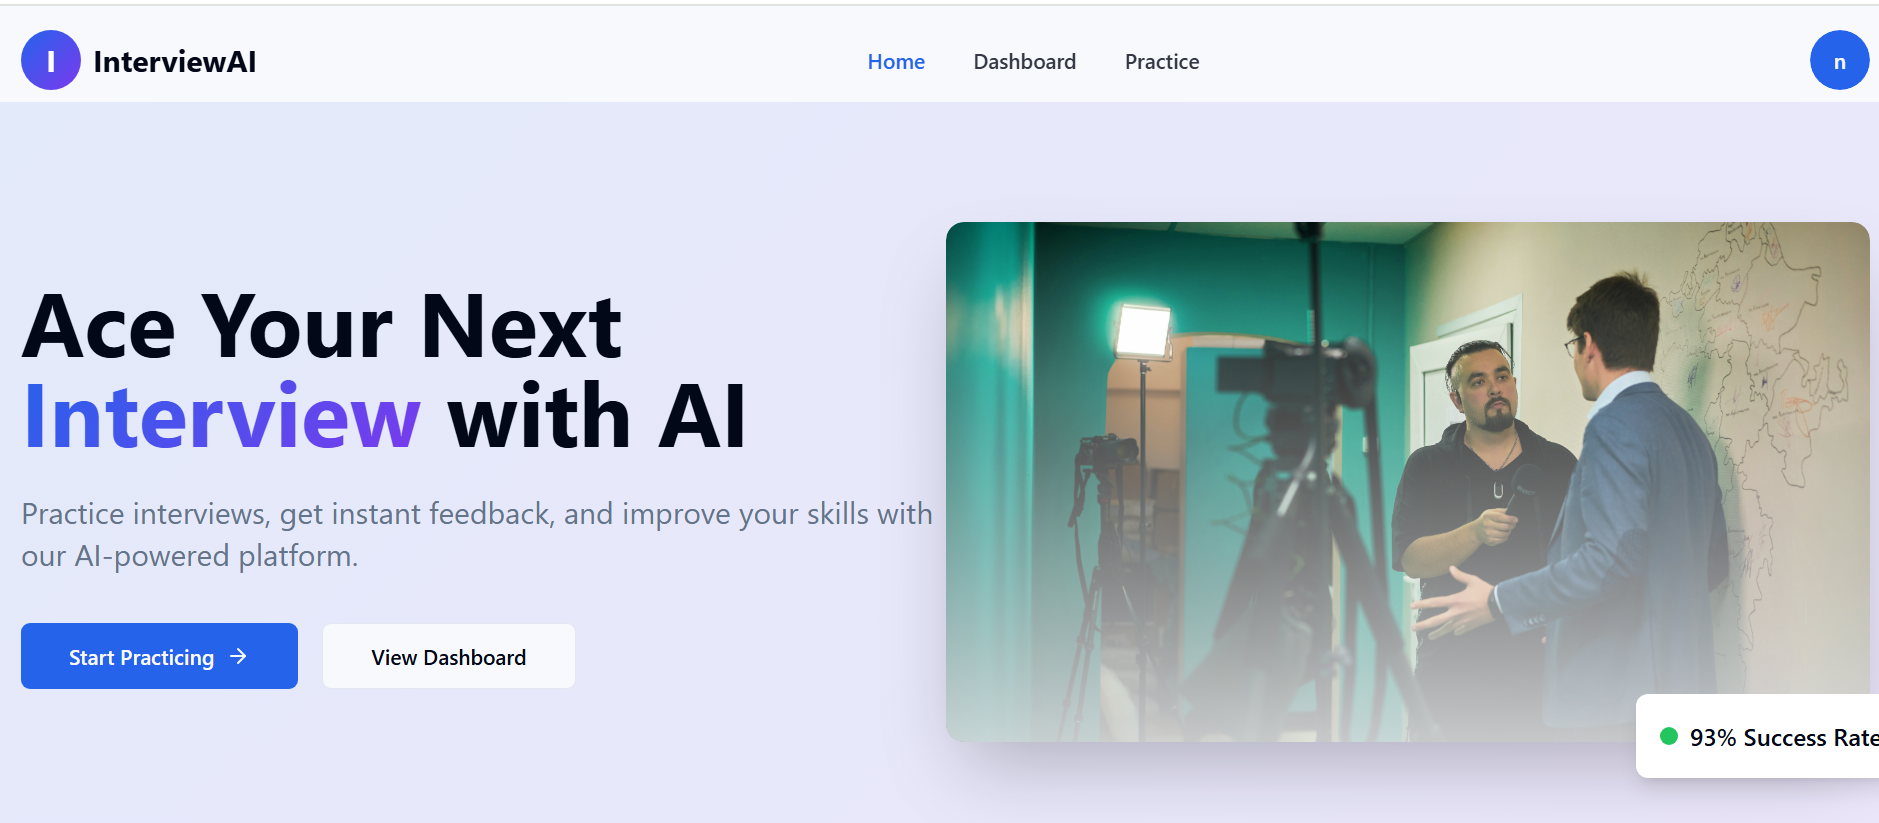 I InterviewAI Home Dashboard Practice n
Ace Your Next
Interview with AI
Practice interviews, get instant feedback, and improve your skills with
our AI-powered platform.
Start Practicing → View Dashboard
93% Success Rate